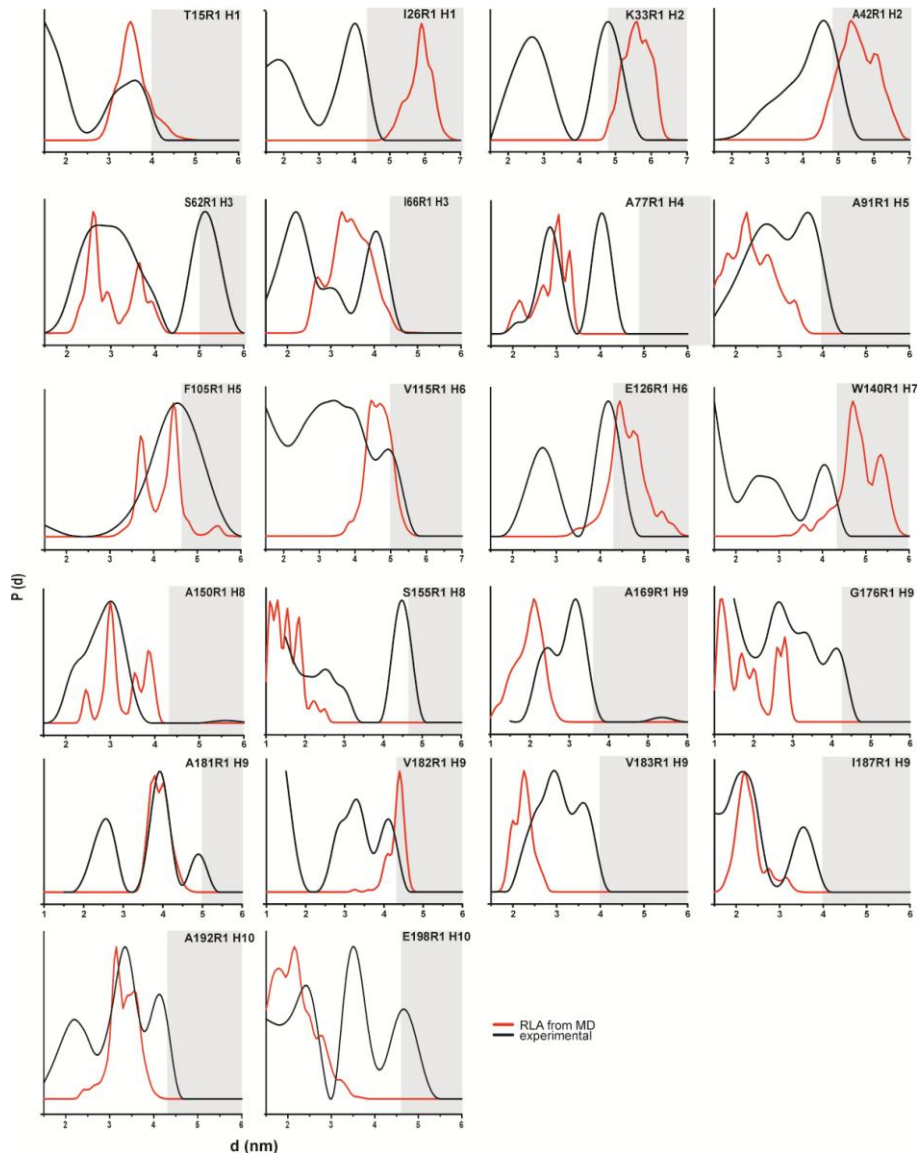 T15R1 H1 I26R1 H1 K33R1 H2 A42R1 H2
2 3 4 5 6 2 3 4 5 6 7 2 3 4 5 6 7 2 3 4 5 6 7
S62R1 H3 I66R1 H3 A77R1 H4 A91R1 H5
2 3 4 5 6 2 3 4 5 6 2 3 4 5 6 2 3 4 5 6
F105R1 H5 V115R1 H6 E126R1 H6 W140R1 H7
2 3 4 5 6 2 3 4 5 6 7 2 3 4 5 6 2 3 4 5 6
P (d)
A150R1 H8 S155R1 H8 A169R1 H9 G176R1 H9
1 2 3 4 5 6 1 2 3 4 5 6 1 2 3 4 5 6 1 2 3 4 5 6
A181R1 H9 V182R1 H9 V183R1 H9 I187R1 H9
1 2 3 4 5 6 1 2 3 4 5 6 2 3 4 5 6 2 3 4 5 6
A192R1 H10 E198R1 H10
RLA from MD
experimental
2 3 4 5 6 2 3 4 5 6
d (nm)